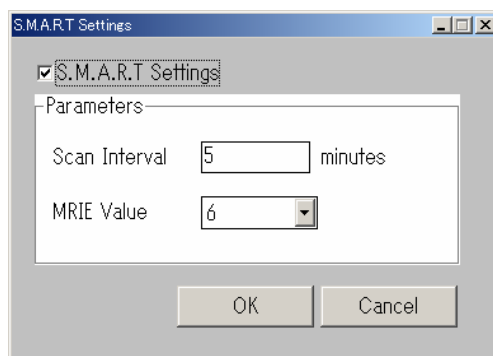 S.M.A.R.T Settings
S.M.A.R.T Settings
Parameters
Scan Interval 5 minutes
MRIE Value 6
OK Cancel